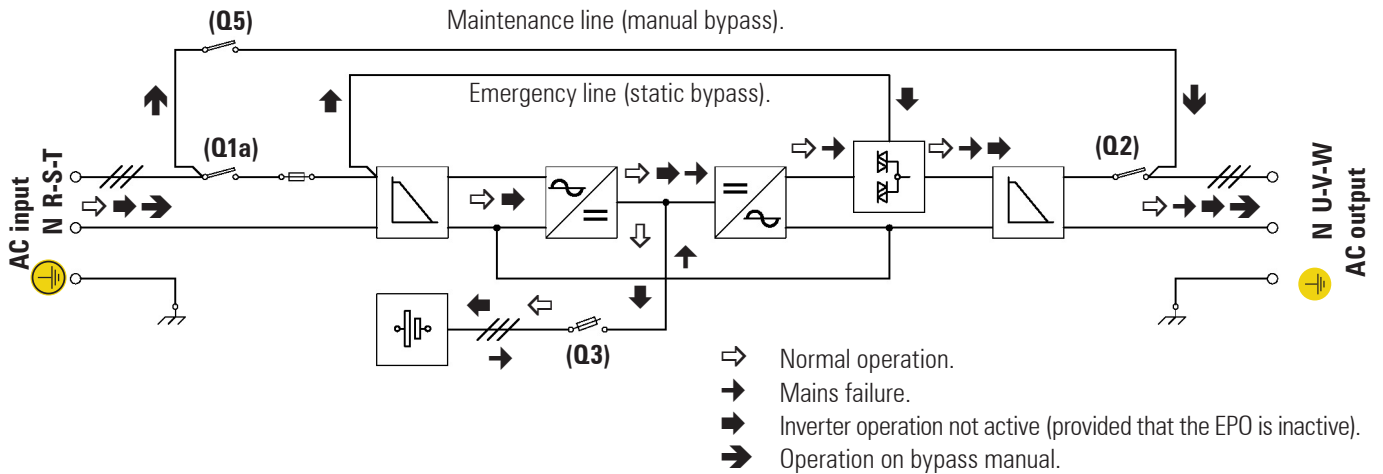 (Q5)
Maintenance line (manual bypass).
Emergency line (static bypass).
(Q1a)
(Q2)
AC input
N R-S-T
N U-V-W
AC output
(Q3)
Normal operation.
Mains failure.
Inverter operation not active (provided that the EPO is inactive).
Operation on bypass manual.